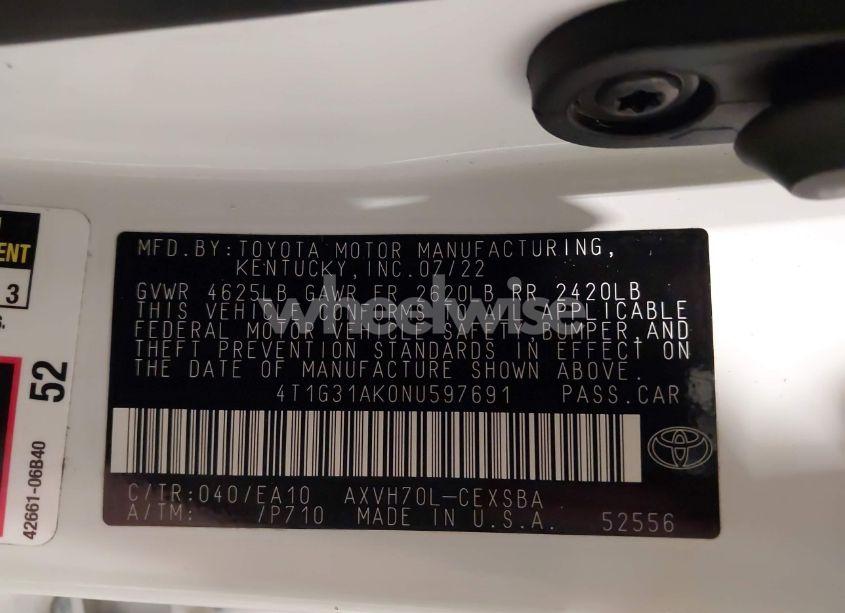 MFD.BY:TOYOTA MOTOR MANUFACTURING,
KENTUCKY, INC.07/22
GVWR 4625LB GAWR FR 2620LB RR 2420LB
THIS VEHICLE CONFORMS TO ALL APPLICABLE
FEDERAL MOTOR VEHICLE SAFETY, BUMPER, AND
THEFT PREVENTION STANDARDS IN EFFECT ON
THE DATE OF MANUFACTURE SHOWN ABOVE.
4T1G31AK0NU597691 PASS.CAR
C/TR:040/EA10 AXVH70L-CEXSBA
A/TM: /P710 MADE IN U.S.A. 52556
wheelwise
3
52
42661-06B40